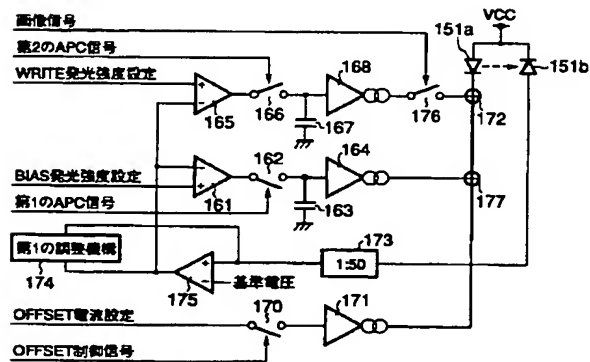 画像信号
第2のAPC信号
WRITE発光強度設定
VCC
151a
151b
168
165
166
167
176
172
162
164
BIAS発光強度設定
161
163
177
第1のAPC信号
第1の調整機構
173
1:50
174
175
基準電圧
170
171
OFFSET電流設定
OFFSET制御信号